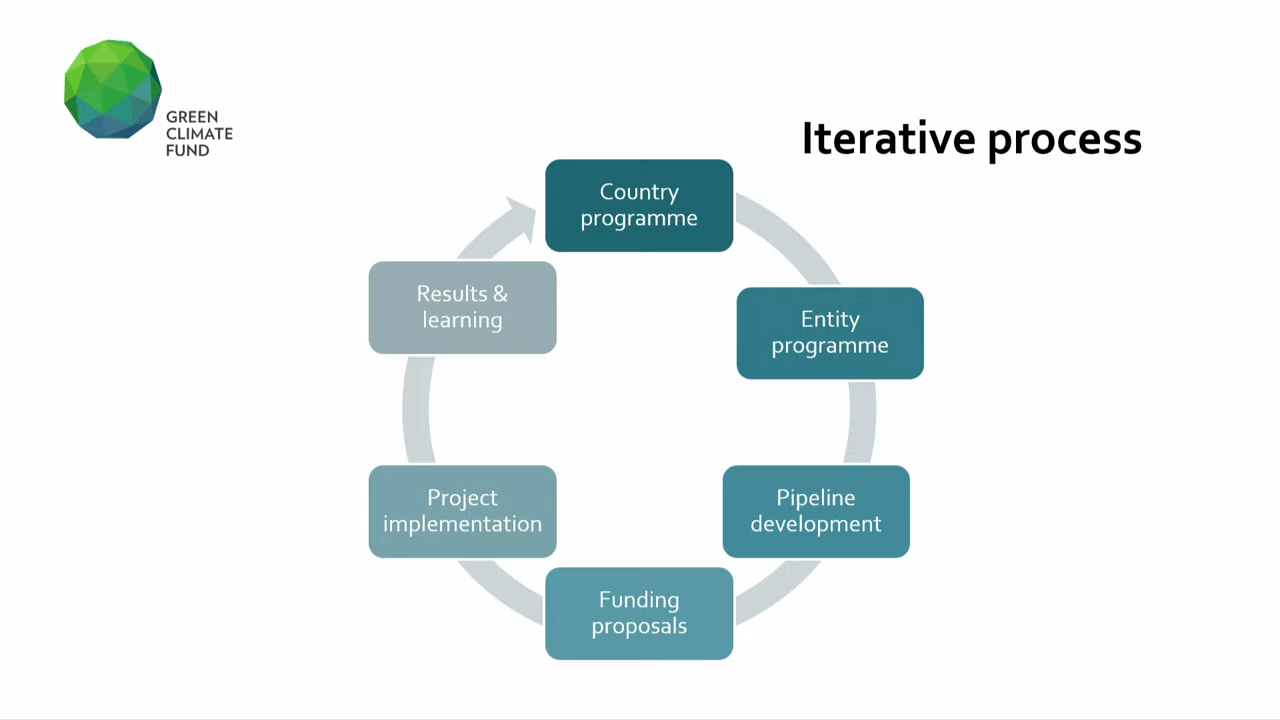 GREEN
CLIMATE
FUND
Iterative process
Country
programme
Entity
programme
Pipeline
development
Funding
proposals
Project
implementation
Results &
learning